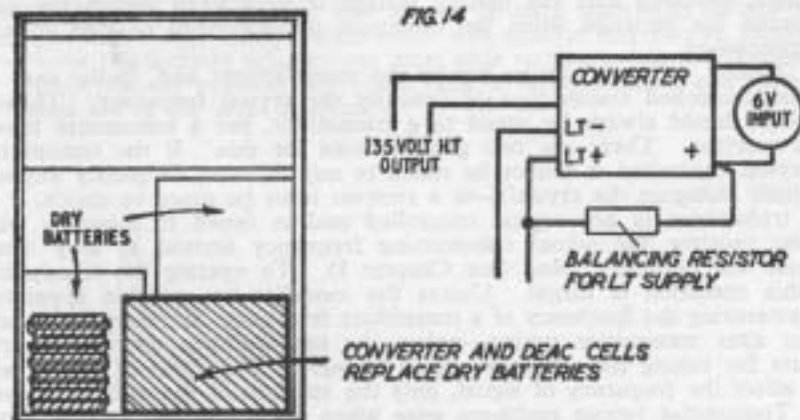 FIG. 14
CONVERTER
6V
INPUT
LT-
LT+
+
135 VOLT H.T
OUTPUT
BALANCING RESISTOR
FOR LT SUPPLY
DRY
BATTERIES
CONVERTER AND DEAC CELLS
REPLACE DRY BATTERIES